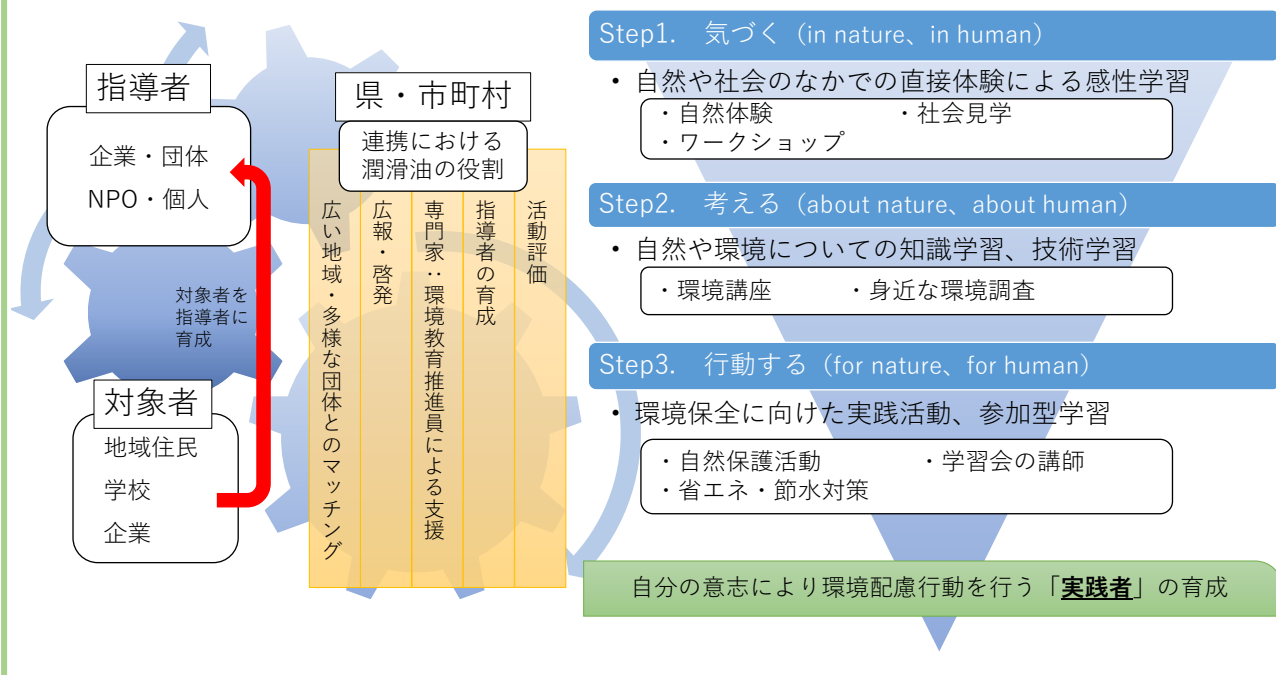 指導者
企業・団体
NPO・個人
対象者を
指導者に
育成
対象者
地域住民
学校
企業
県・市町村
連携における
潤滑油の役割
広い地域・多様な団体とのマッチング
広報・啓発
専門家：環境教育推進員による支援
指導者の育成
活動評価
Step1.　気づく（in nature、in human）
• 自然や社会のなかでの直接体験による感性学習
・自然体験　　　　　・社会見学
・ワークショップ
Step2.　考える（about nature、about human）
• 自然や環境についての知識学習、技術学習
・環境講座　　　・身近な環境調査
Step3.　行動する（for nature、for human）
• 環境保全に向けた実践活動、参加型学習
・自然保護活動　　　　・学習会の講師
・省エネ・節水対策
自分の意志により環境配慮行動を行う「実践者」の育成